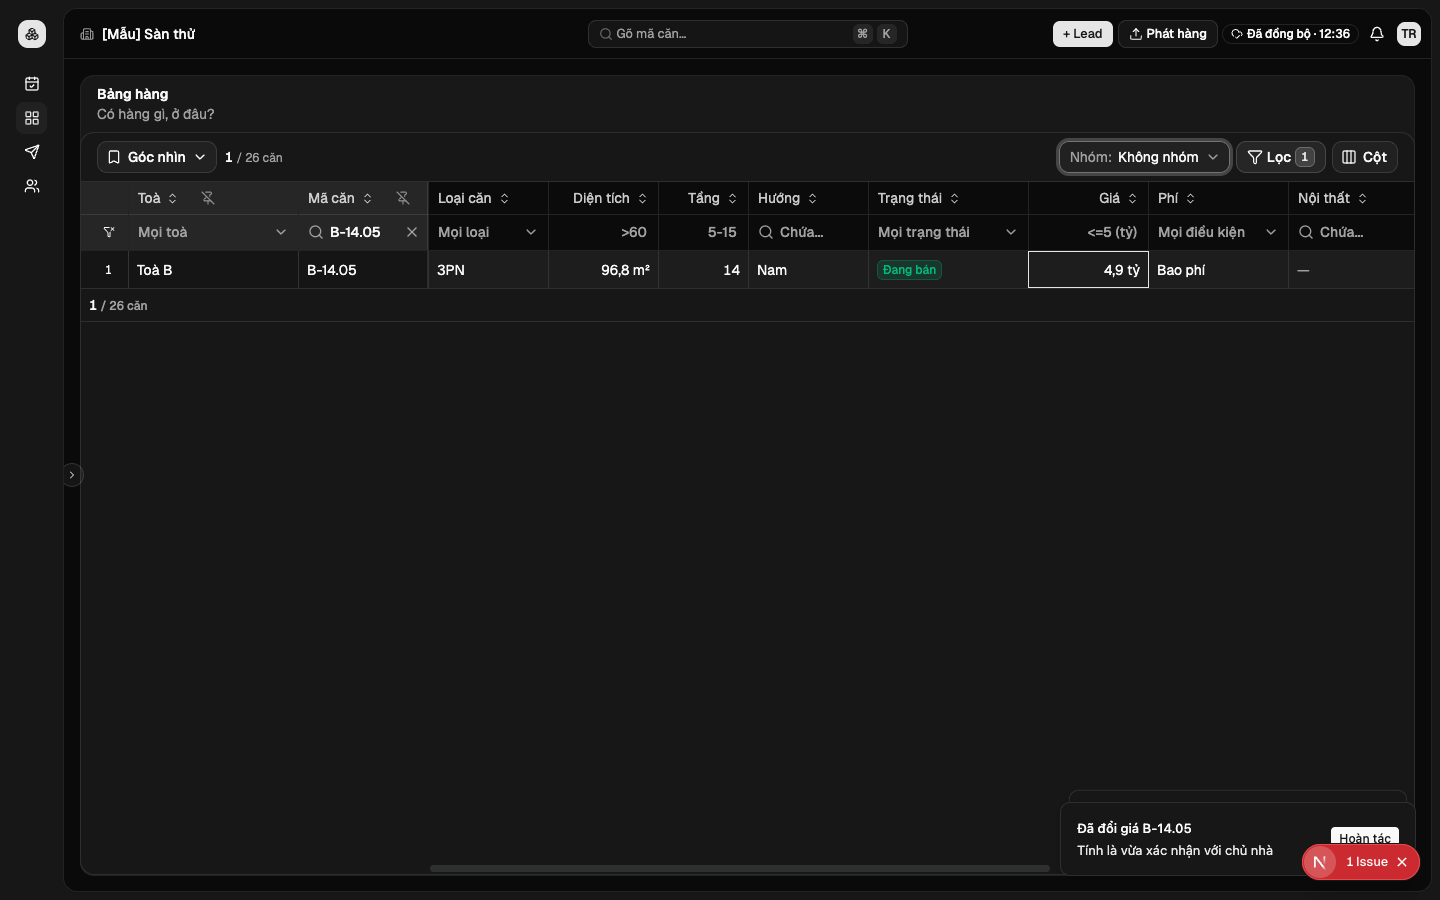 [Mẫu] Sàn thử
Gõ mã căn...
⌘ K
+ Lead
Phát hàng
Đã đồng bộ · 12:36
TR
Bảng hàng
Có hàng gì, ở đâu?
Góc nhìn
1 / 26 căn
Nhóm: Không nhóm
Lọc 1
Cột
Toà Mã căn Loại căn Diện tích Tầng Hướng Trạng thái Giá Phí Nội thất
Mọi toà B-14.05 Mọi loại >60 5-15 Chứa... Mọi trạng thái <=5 (tỷ) Mọi điều kiện Chứa...
1 Toà B B-14.05 3PN 96,8 m² 14 Nam Đang bán 4,9 tỷ Bao phí —
1 / 26 căn
Đã đổi giá B-14.05
Tính là vừa xác nhận với chủ nhà
Hoàn tác
N 1 Issue